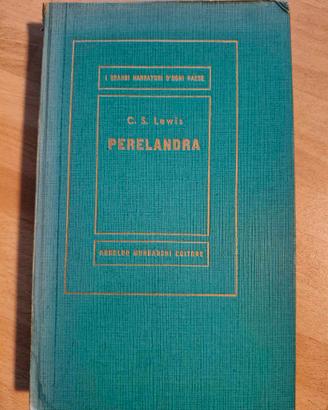 I GRANDI NARRATORI D'OGNI PAESE
C. S. Lewis
PERELANDRA
ARNOLDO MONDADORI EDITORE